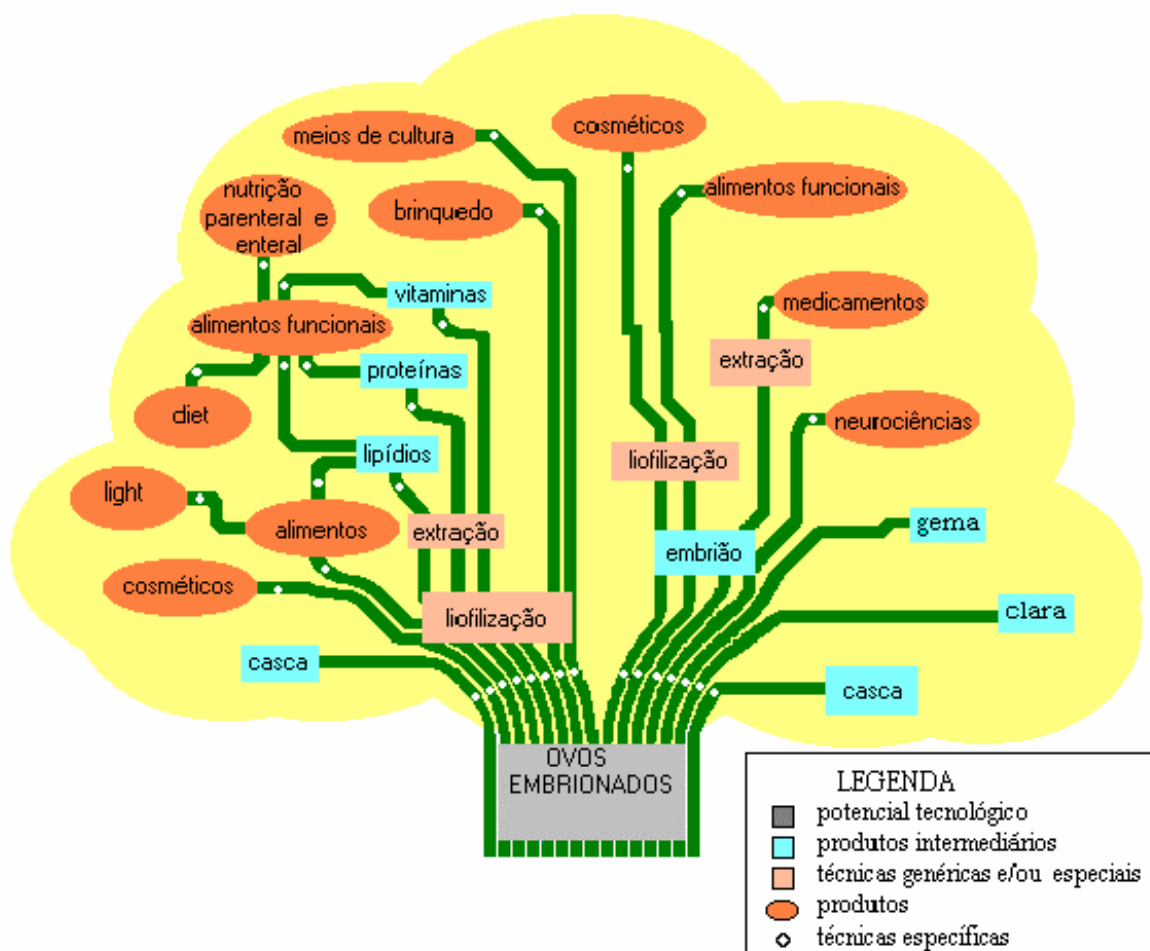 cosméticos
meios de cultura
alimentos funcionais
nutrição
parenteral e
enteral
brinquedo
vitaminas
medicamentos
alimentos funcionais
extração
proteínas
diet
neurociências
lipídios
liofilização
light
alimentos
extração
gema
embrião
cosméticos
liofilização
clara
casca
casca
OVOS
EMBRIONADOS
LEGENDA
potencial tecnológico
produtos intermediários
técnicas genéricas e/ou especiais
produtos
técnicas específicas